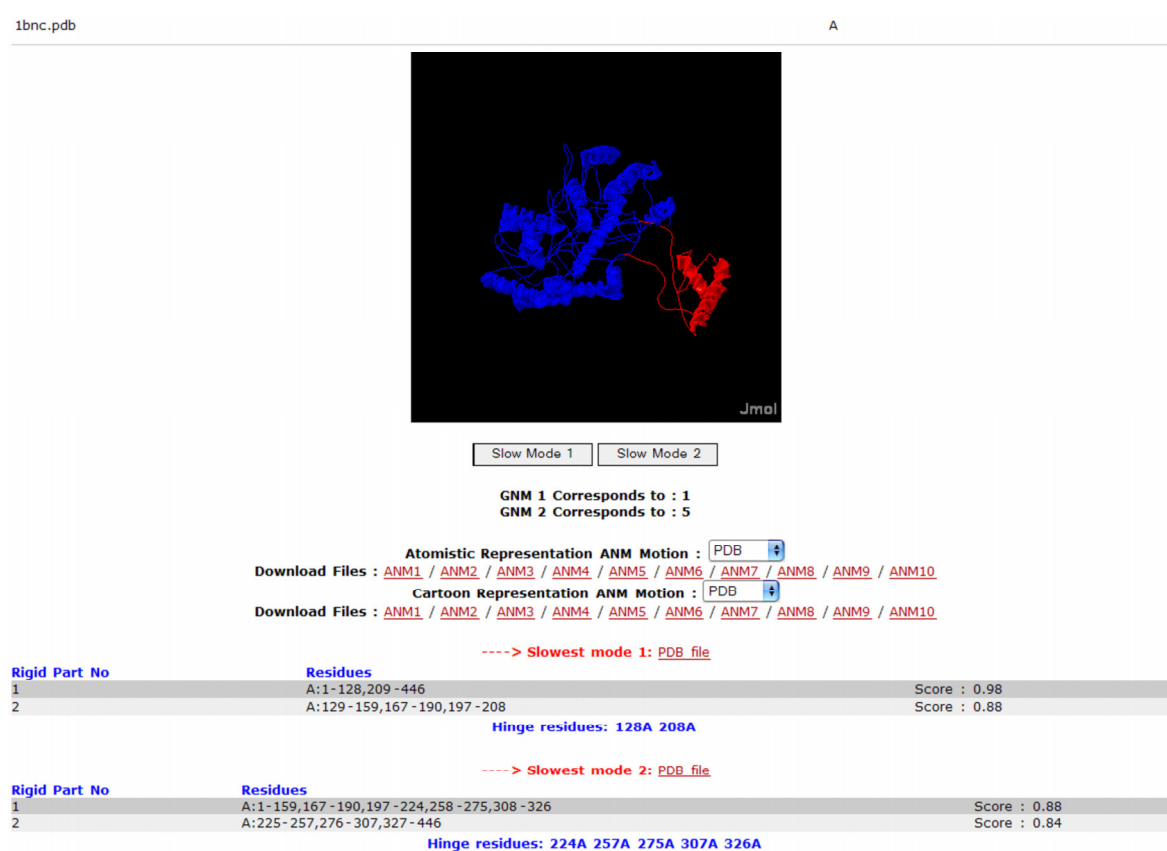 1bnc.pdb A
Jmol
Slow Mode 1 Slow Mode 2
GNM 1 Corresponds to : 1
GNM 2 Corresponds to : 5
Atomistic Representation ANM Motion : PDB
Download Files : ANM1 / ANM2 / ANM3 / ANM4 / ANM5 / ANM6 / ANM7 / ANM8 / ANM9 / ANM10
Cartoon Representation ANM Motion : PDB
Download Files : ANM1 / ANM2 / ANM3 / ANM4 / ANM5 / ANM6 / ANM7 / ANM8 / ANM9 / ANM10
----> Slowest mode 1: PDB file
Rigid Part No Residues
1 A:1-128,209-446 Score : 0.98
2 A:129-159,167-190,197-208 Score : 0.88
Hinge residues: 128A 208A
----> Slowest mode 2: PDB file
Rigid Part No Residues
1 A:1-159,167-190,197-224,258-275,308-326 Score : 0.88
2 A:225-257,276-307,327-446 Score : 0.84
Hinge residues: 224A 257A 275A 307A 326A